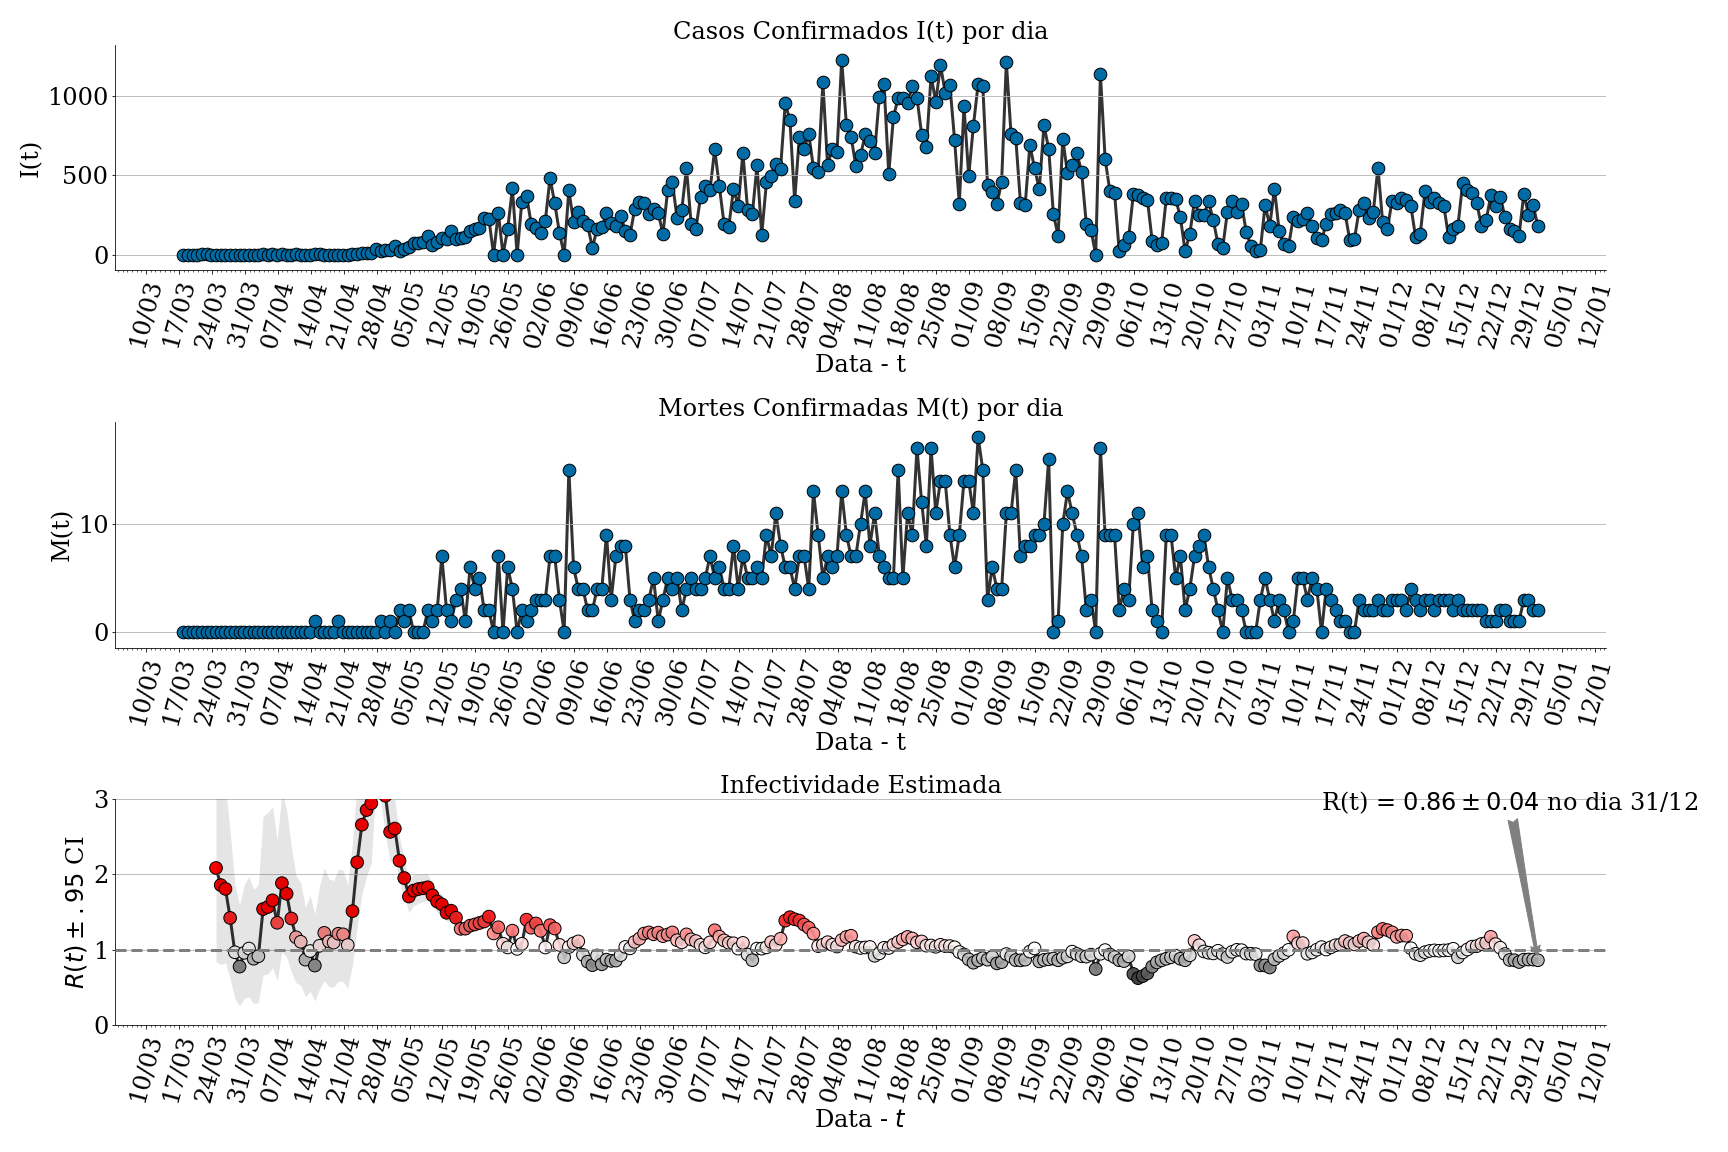 Casos Confirmados I(t) por dia
I(t)
1000
500
0
10/03 17/03 24/03 31/03 07/04 14/04 21/04 28/04 05/05 12/05 19/05 26/05 02/06 09/06 16/06 23/06 30/06 07/07 14/07 21/07 28/07 04/08 11/08 18/08 25/08 01/09 08/09 15/09 22/09 29/09 06/10 13/10 20/10 27/10 03/11 10/11 17/11 24/11 01/12 08/12 15/12 22/12 29/12 05/01 12/01
Data - t
Mortes Confirmadas M(t) por dia
M(t)
10
0
10/03 17/03 24/03 31/03 07/04 14/04 21/04 28/04 05/05 12/05 19/05 26/05 02/06 09/06 16/06 23/06 30/06 07/07 14/07 21/07 28/07 04/08 11/08 18/08 25/08 01/09 08/09 15/09 22/09 29/09 06/10 13/10 20/10 27/10 03/11 10/11 17/11 24/11 01/12 08/12 15/12 22/12 29/12 05/01 12/01
Data - t
Infectividade Estimada
R(t) = 0.86 ± 0.04 no dia 31/12
R(t) ± .95 CI
3
2
1
0
10/03 17/03 24/03 31/03 07/04 14/04 21/04 28/04 05/05 12/05 19/05 26/05 02/06 09/06 16/06 23/06 30/06 07/07 14/07 21/07 28/07 04/08 11/08 18/08 25/08 01/09 08/09 15/09 22/09 29/09 06/10 13/10 20/10 27/10 03/11 10/11 17/11 24/11 01/12 08/12 15/12 22/12 29/12 05/01 12/01
Data - t